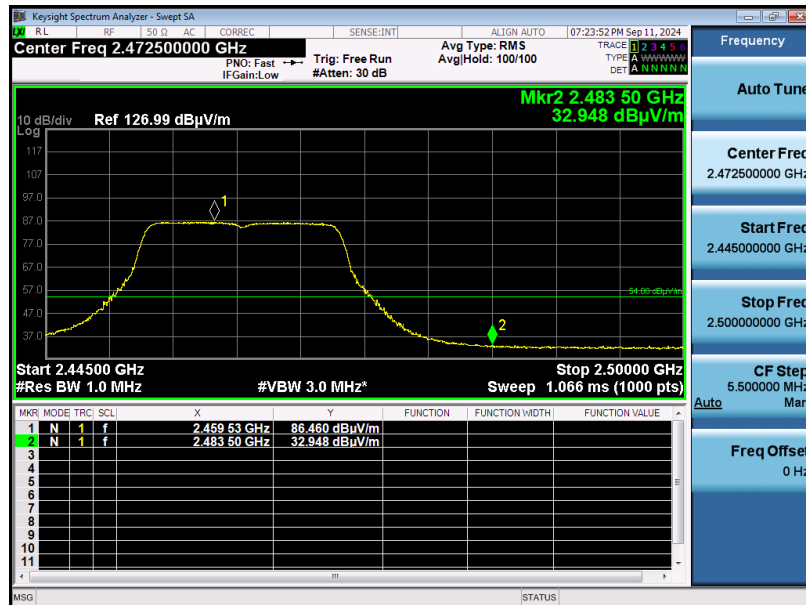 Keysight Spectrum Analyzer - Swept SA
LXI RL RF 50 Ω AC CORREC SENSE:INT ALIGN AUTO 07:23:52 PM Sep 11, 2024
Center Freq 2.472500000 GHz
PNO: Fast
IFGain:Low
Trig: Free Run
#Atten: 30 dB
Avg Type: RMS
Avg|Hold: 100/100
TRACE 1 2 3 4 5 6
TYPE A WWWWW
DET A N N N N N
Mkr2 2.483 50 GHz
32.948 dBµV/m
10 dB/div Ref 126.99 dBµV/m
Log
117
107
97.0
87.0
77.0
67.0
57.0
47.0
37.0
1
2
54.00 dBµV/m
Start 2.44500 GHz Stop 2.50000 GHz
#Res BW 1.0 MHz #VBW 3.0 MHz* Sweep 1.066 ms (1000 pts)
MKR MODE TRC SCL X Y FUNCTION FUNCTION WIDTH FUNCTION VALUE
1 N 1 f 2.459 53 GHz 86.460 dBµV/m
2 N 1 f 2.483 50 GHz 32.948 dBµV/m
3
4
5
6
7
8
9
10
11
MSG STATUS
Frequency
Auto Tune
Center Freq
2.472500000 GHz
Start Freq
2.445000000 GHz
Stop Freq
2.500000000 GHz
CF Step
5.500000 MHz
Auto Man
Freq Offset
0 Hz